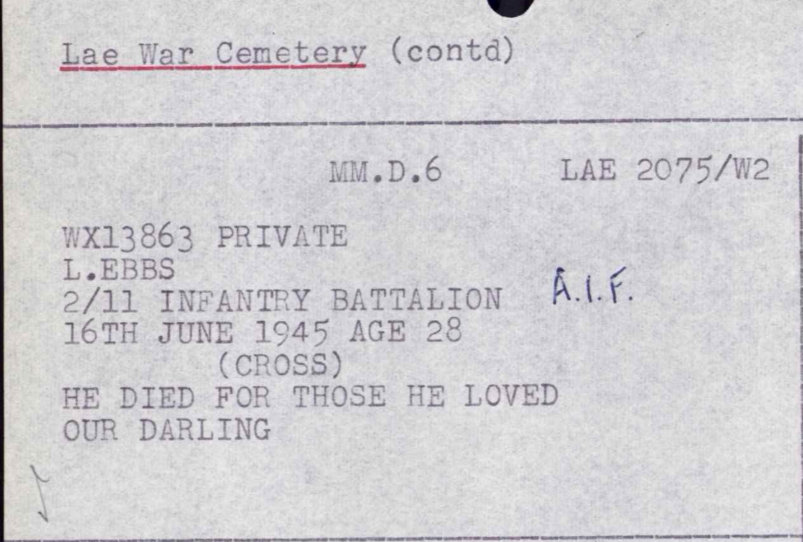 Lae War Cemetery (contd)
MM.D.6 LAE 2075/W2
WX13863 PRIVATE
L.EBBS
2/11 INFANTRY BATTALION A.I.F.
16TH JUNE 1945 AGE 28
(CROSS)
HE DIED FOR THOSE HE LOVED
OUR DARLING